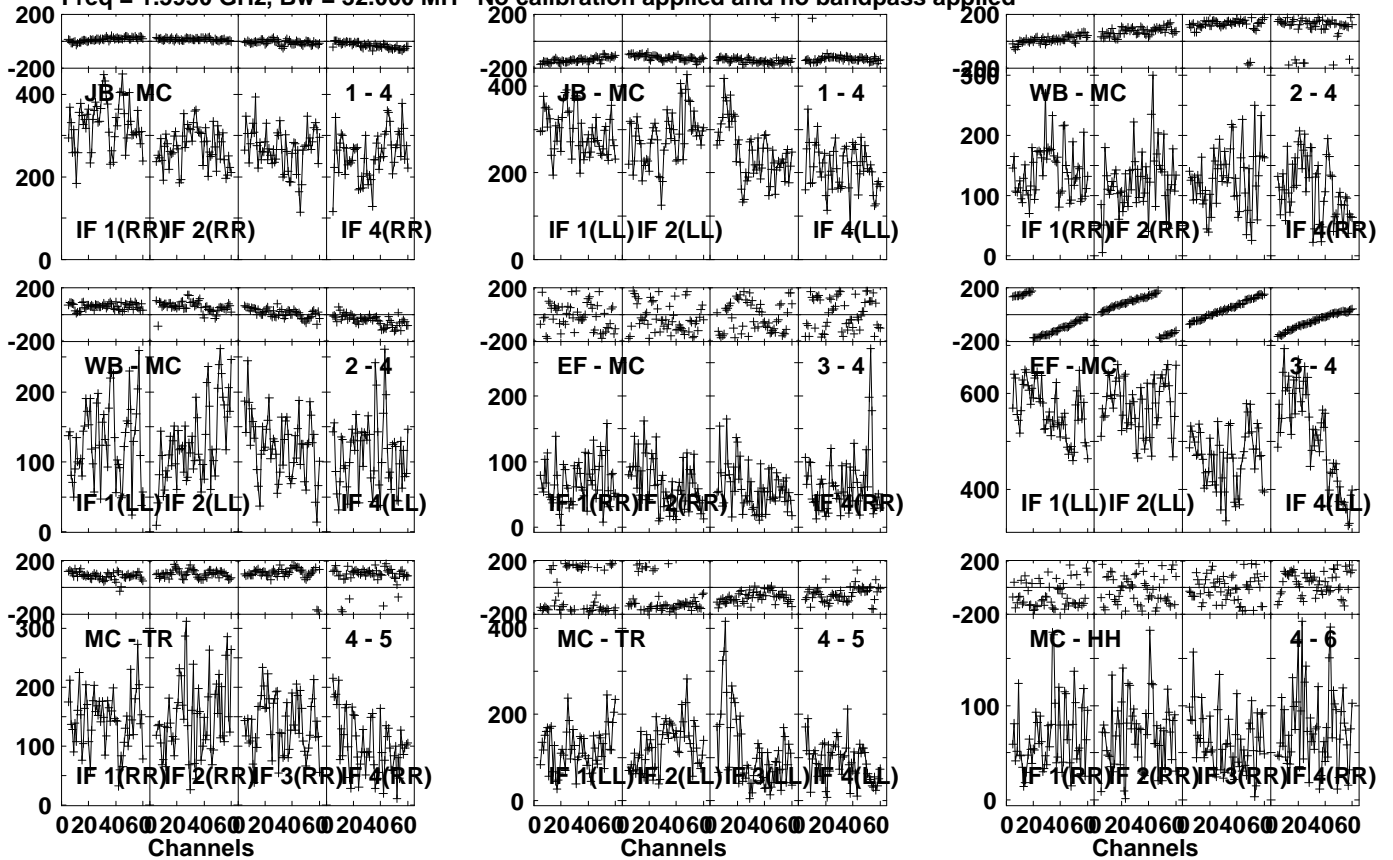 No calibration applied and no bandpass applied
200
-200
JB - MC 1 - 4
400
200
0
IF 1(RR) IF 2(RR) IF 4(RR)
200
-200
JB - MC 1 - 4
400
200
0
IF 1(LL) IF 2(LL) IF 4(LL)
200
-200
300
WB - MC 2 - 4
200
100
0
IF 1(RR) IF 2(RR) IF 4(RR)
200
-200
WB - MC 2 - 4
200
100
0
IF 1(LL) IF 2(LL) IF 4(LL)
200
-200
EF - MC 3 - 4
200
100
0
IF 1(RR) IF 2(RR) IF 4(RR)
200
-200
EF - MC 3 - 4
600
400
IF 1(LL) IF 2(LL) IF 4(LL)
200
-200
300
MC - TR 4 - 5
200
100
0
IF 1(RR) IF 2(RR) IF 3(RR) IF 4(RR)
0 20 40 60 0 20 40 60 0 20 40 60 0 20 40 60
Channels
200
-200
400
MC - TR 4 - 5
200
0
IF 1(LL) IF 2(LL) IF 3(LL) IF 4(LL)
0 20 40 60 0 20 40 60 0 20 40 60 0 20 40 60
Channels
200
-200
MC - HH 4 - 6
100
0
IF 1(RR) IF 2(RR) IF 3(RR) IF 4(RR)
0 20 40 60 0 20 40 60 0 20 40 60 0 20 40 60
Channels